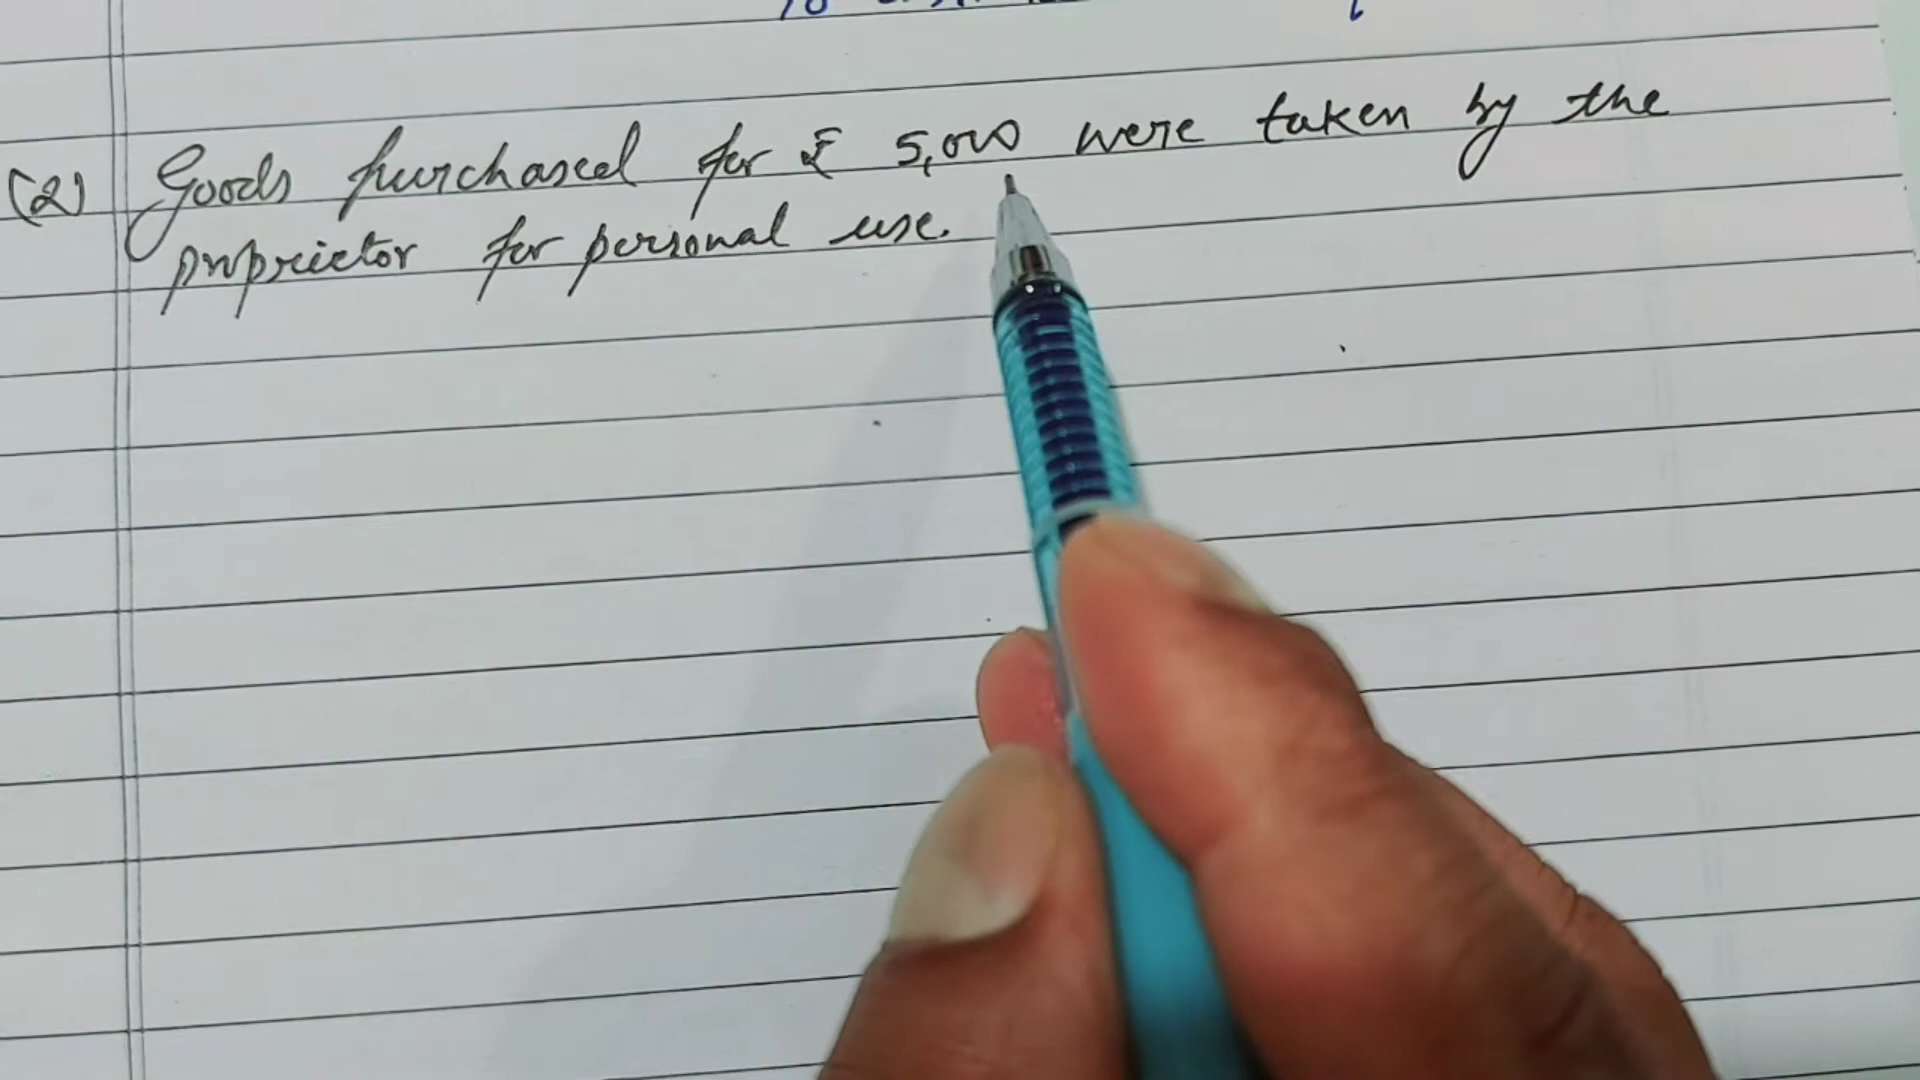 (2) Goods purchased for ₹ 5,000 were taken by the
proprietor for personal use.